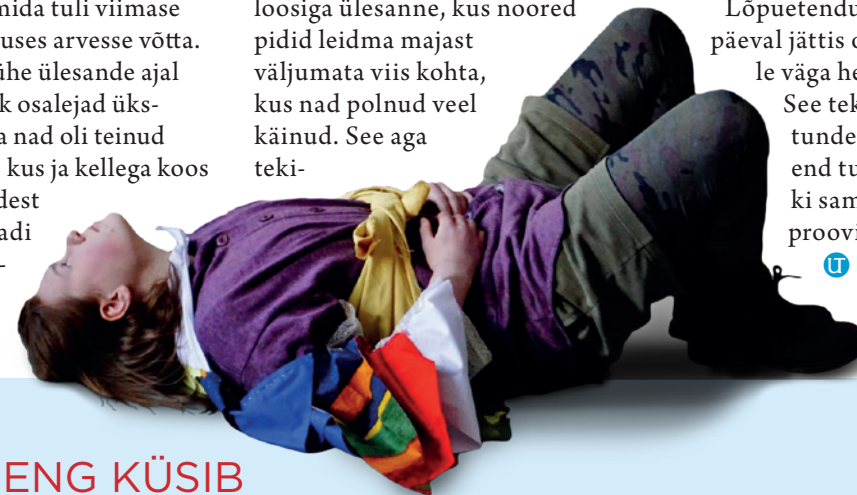 mida tuli viimase
uses arvesse võtta.
ühe ülesande ajal
k osalejad üks-
a nad oli teinud
kus ja kellega koos
dest
adi
-
loosiga ülesanne, kus noored
pidid leidma majast
väljumata viis kohta,
kus nad polnud veel
käinud. See aga
teki-
Lõpuetendu
päeval jättis
le väga he
See tek
tunde
end tu
ki sam
proovi
ÜT
ENG KÜSIB